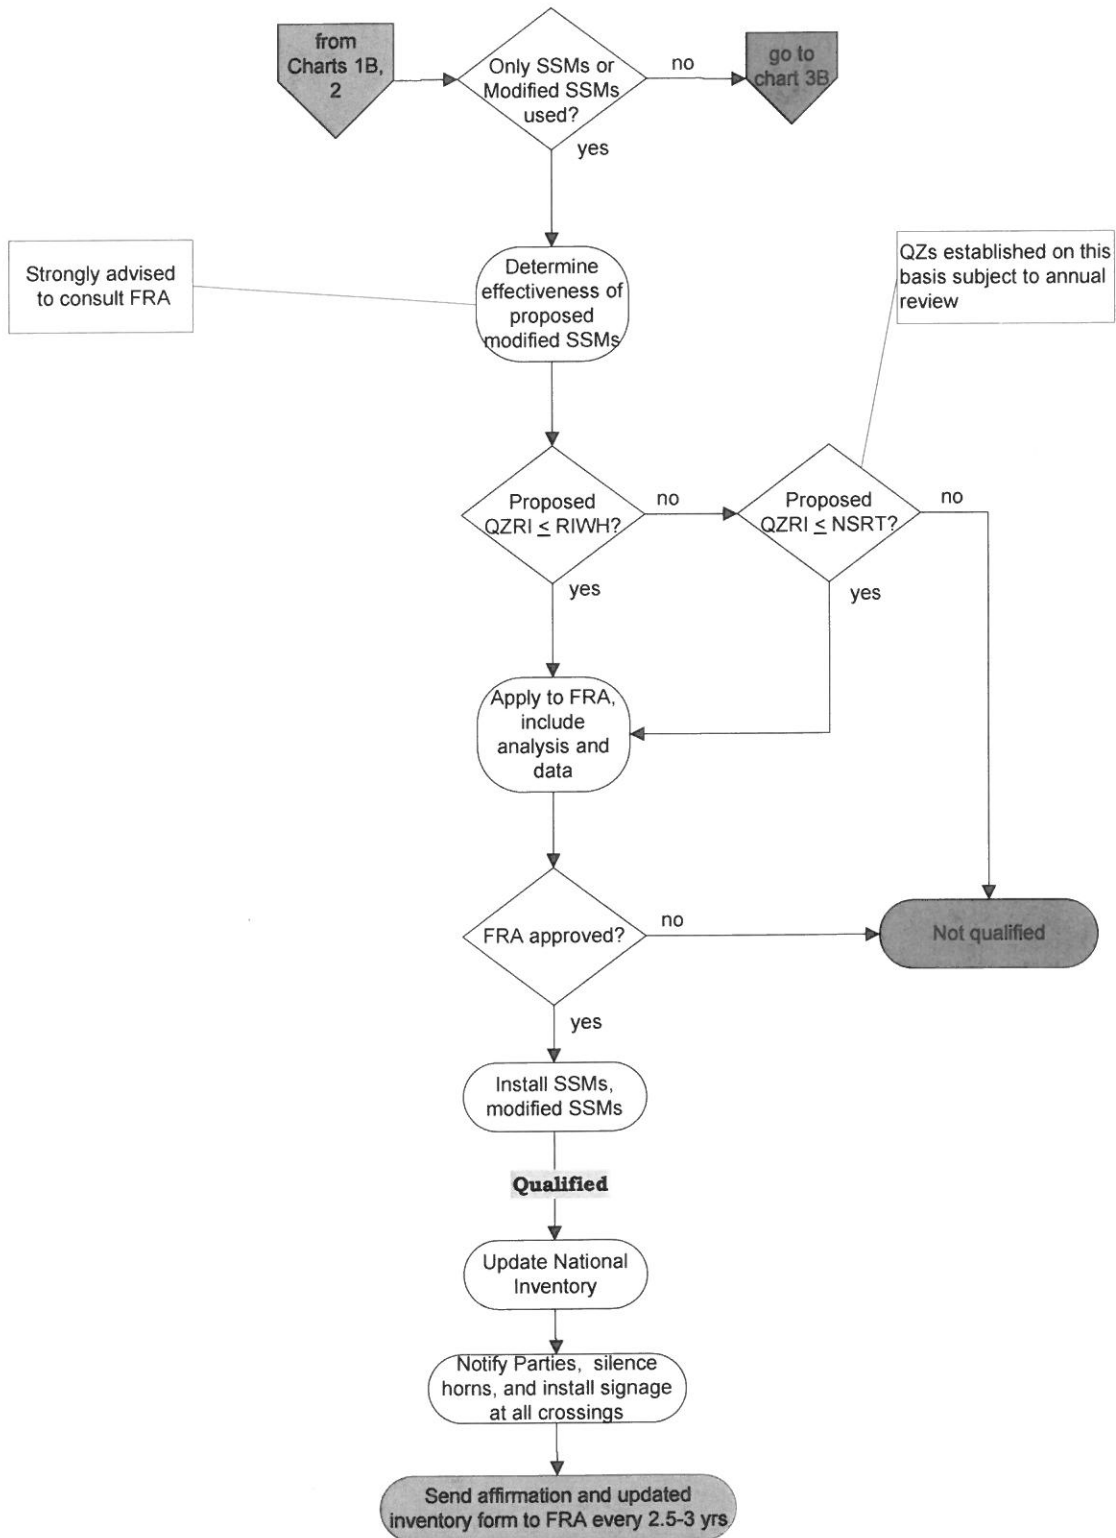 from
Charts 1B,
2
Only SSMs or
Modified SSMs
used?
no
go to
chart 3B
yes
Strongly advised
to consult FRA
Determine
effectiveness of
proposed
modified SSMs
QZs established on this
basis subject to annual
review
Proposed
QZRI ≤ RIWH?
no
Proposed
QZRI ≤ NSRT?
no
yes
yes
Apply to FRA,
include
analysis and
data
FRA approved?
no
Not qualified
yes
Install SSMs,
modified SSMs
Qualified
Update National
Inventory
Notify Parties, silence
horns, and install signage
at all crossings
Send affirmation and updated
inventory form to FRA every 2.5-3 yrs